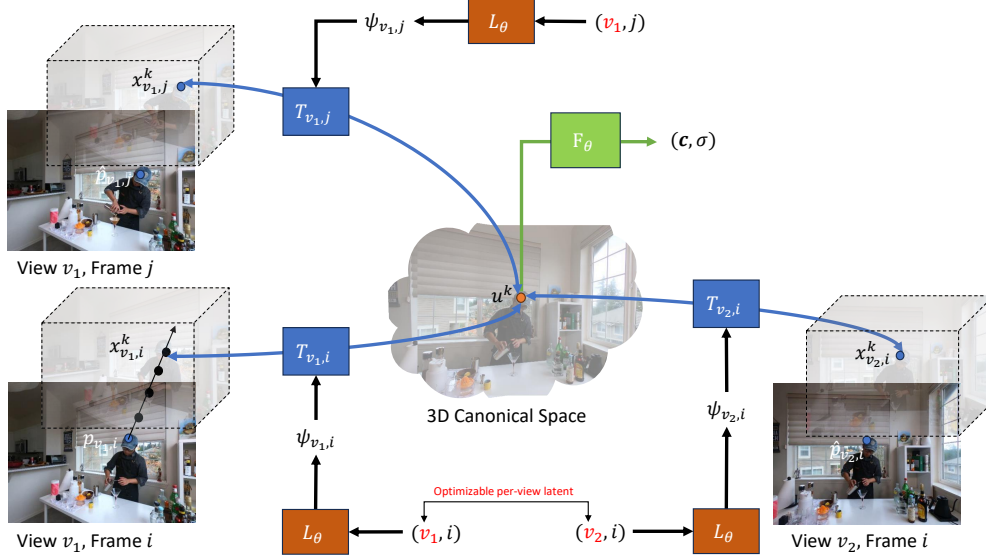 ψ_{v_1,j}
L_θ
(v_1, j)
x^k_{v_1,j}
T_{v_1,j}
F_θ
(c, σ)
p̂_{v_1,j}
View v_1, Frame j
u^k
T_{v_2,i}
x^k_{v_1,i}
T_{v_1,i}
x^k_{v_2,i}
3D Canonical Space
ψ_{v_2,i}
p_{v_1,i}
ψ_{v_1,i}
p̂_{v_2,i}
Optimizable per-view latent
View v_1, Frame i
L_θ
(v_1, i)
(v_2, i)
L_θ
View v_2, Frame i